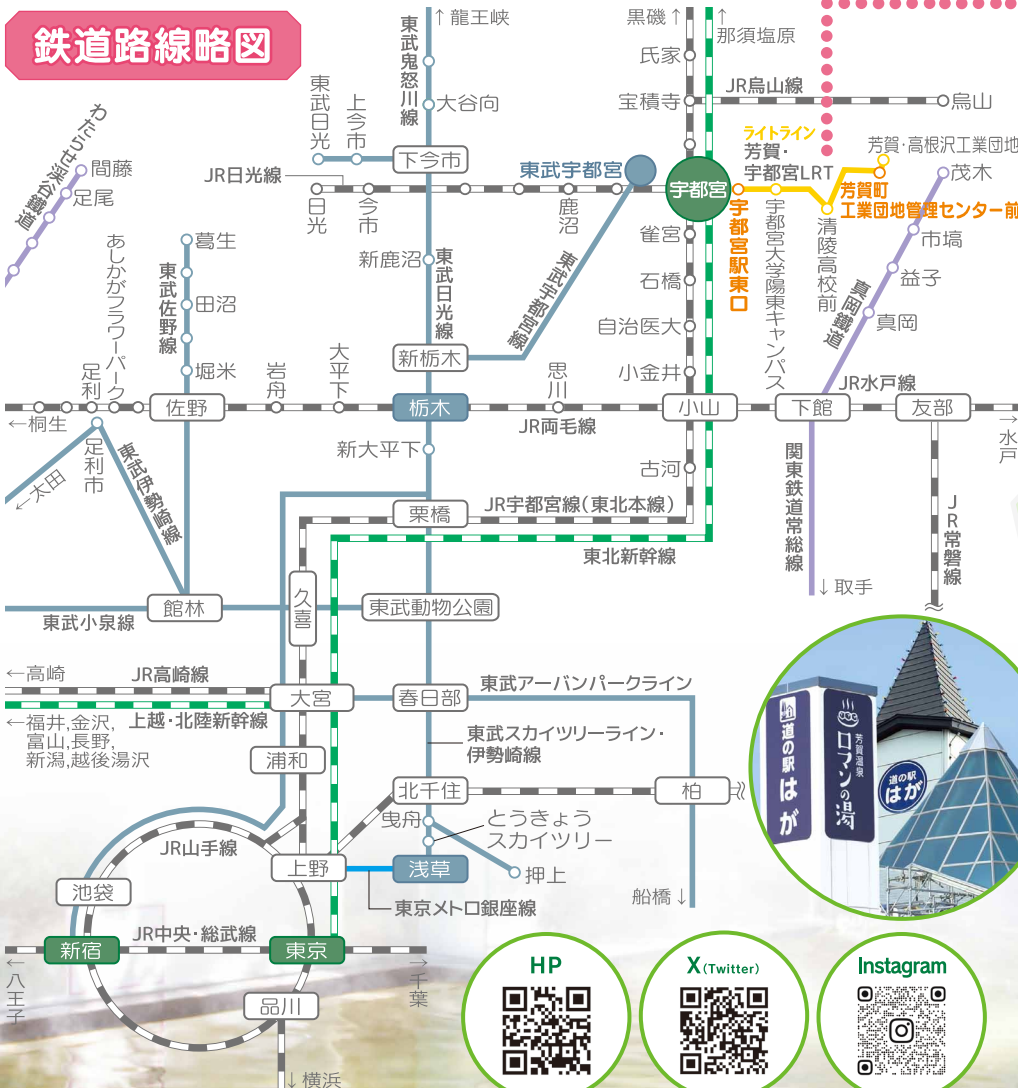 鉄道路線略図
↑龍王峡
東武鬼怒川線
大谷向
東武日光
上今市
下今市
JR日光線
日光
今市
鹿沼
東武宇都宮
黒磯↑
↑那須塩原
氏家
宝積寺
JR烏山線
烏山
宇都宮
ライトライン
芳賀・
宇都宮LRT
芳賀・高根沢工業団地
芳賀町
工業団地管理センター前
茂木
宇都宮駅東口
宇都宮大学陽東キャンパス
清陵高校前
市塙
益子
真岡
真岡鐵道
わたらせ渓谷鐵道
間藤
足尾
葛生
東武佐野線
田沼
堀米
あしかがフラワーパーク
足利
新鹿沼
東武日光線
東武宇都宮線
新栃木
雀宮
石橋
自治医大
小金井
←桐生
佐野
岩舟
大平下
栃木
思川
JR両毛線
小山
下館
JR水戸線
友部
→水戸
←太田
足利市
東武伊勢崎線
新大平下
古河
関東鉄道常総線
↓取手
JR常磐線
栗橋
JR宇都宮線(東北本線)
東北新幹線
久喜
館林
東武小泉線
東武動物公園
←高崎
JR高崎線
大宮
春日部
東武アーバンパークライン
←福井,金沢,
富山,長野,
新潟,越後湯沢
上越・北陸新幹線
東武スカイツリーライン・
伊勢崎線
浦和
北千住
柏
曳舟
とうきょう
スカイツリー
押上
船橋↓
JR山手線
上野
浅草
東京メトロ銀座線
池袋
新宿
JR中央・総武線
東京
←八王子
→千葉
品川
↓横浜
道の駅 はが
芳賀温泉
ロマンの湯
道の駅
はが
HP
X(Twitter)
Instagram